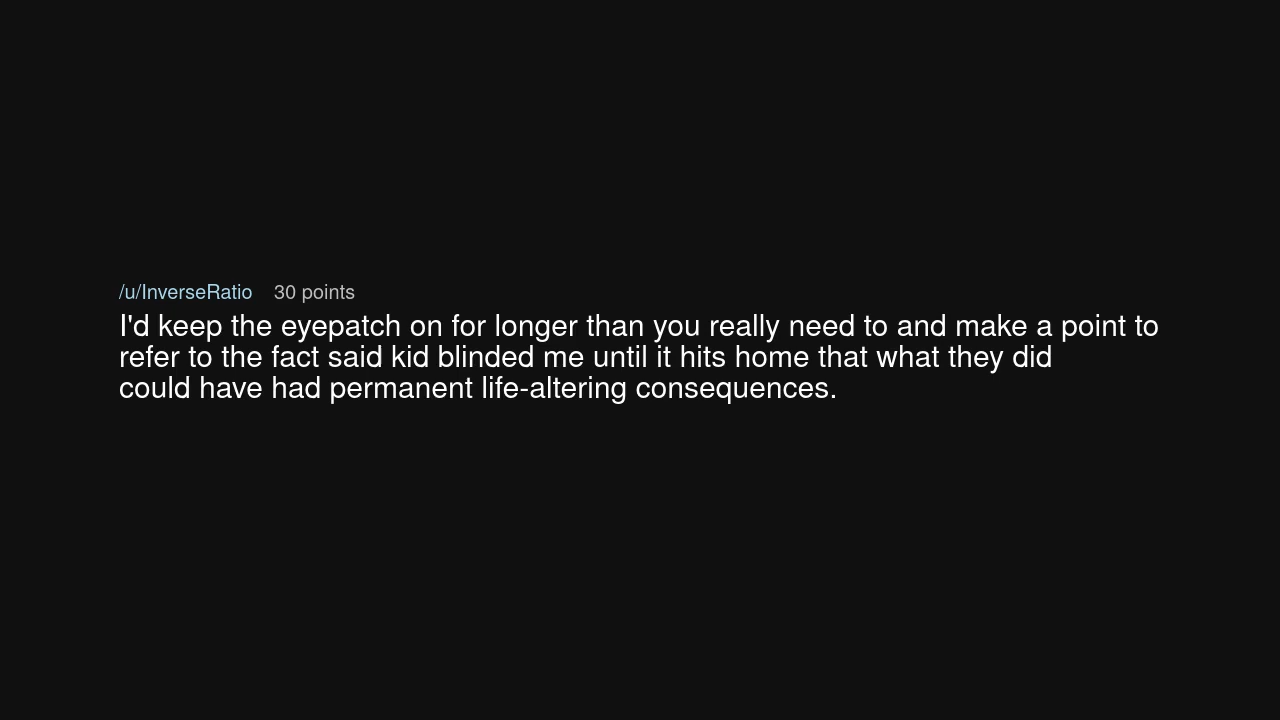 /u/InverseRatio 30 points
I'd keep the eyepatch on for longer than you really need to and make a point to
refer to the fact said kid blinded me until it hits home that what they did
could have had permanent life-altering consequences.